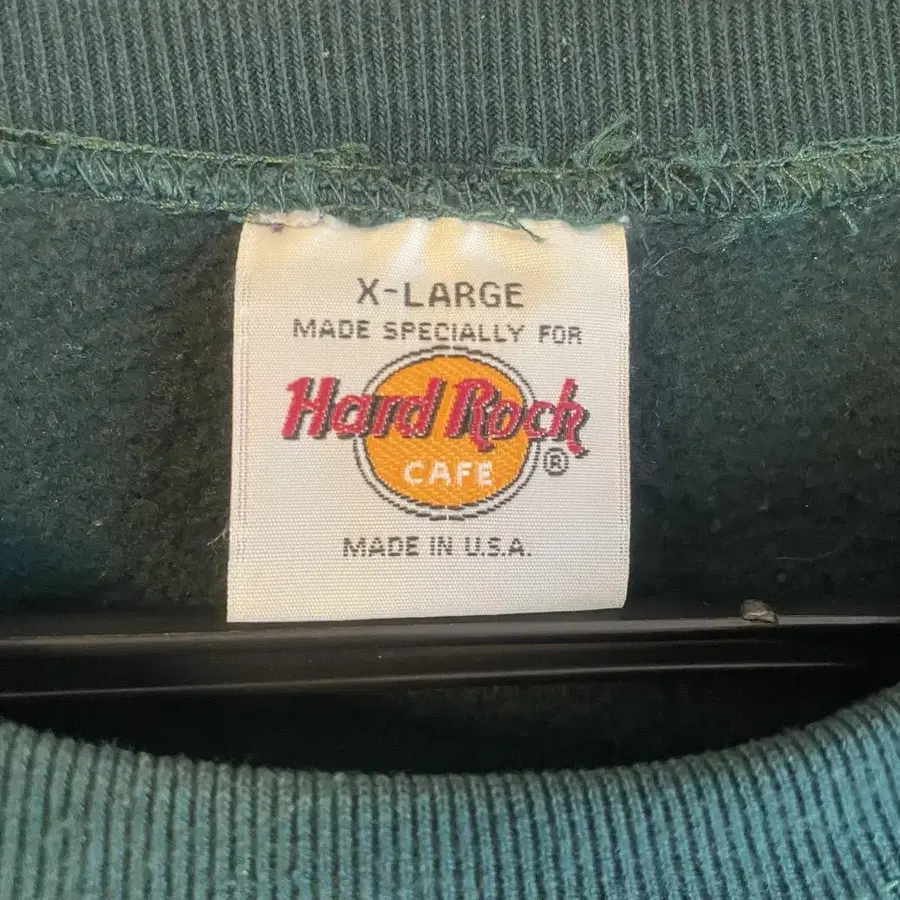 X-LARGE
MADE SPECIALLY FOR
Hard Rock
CAFE ®
MADE IN U.S.A.